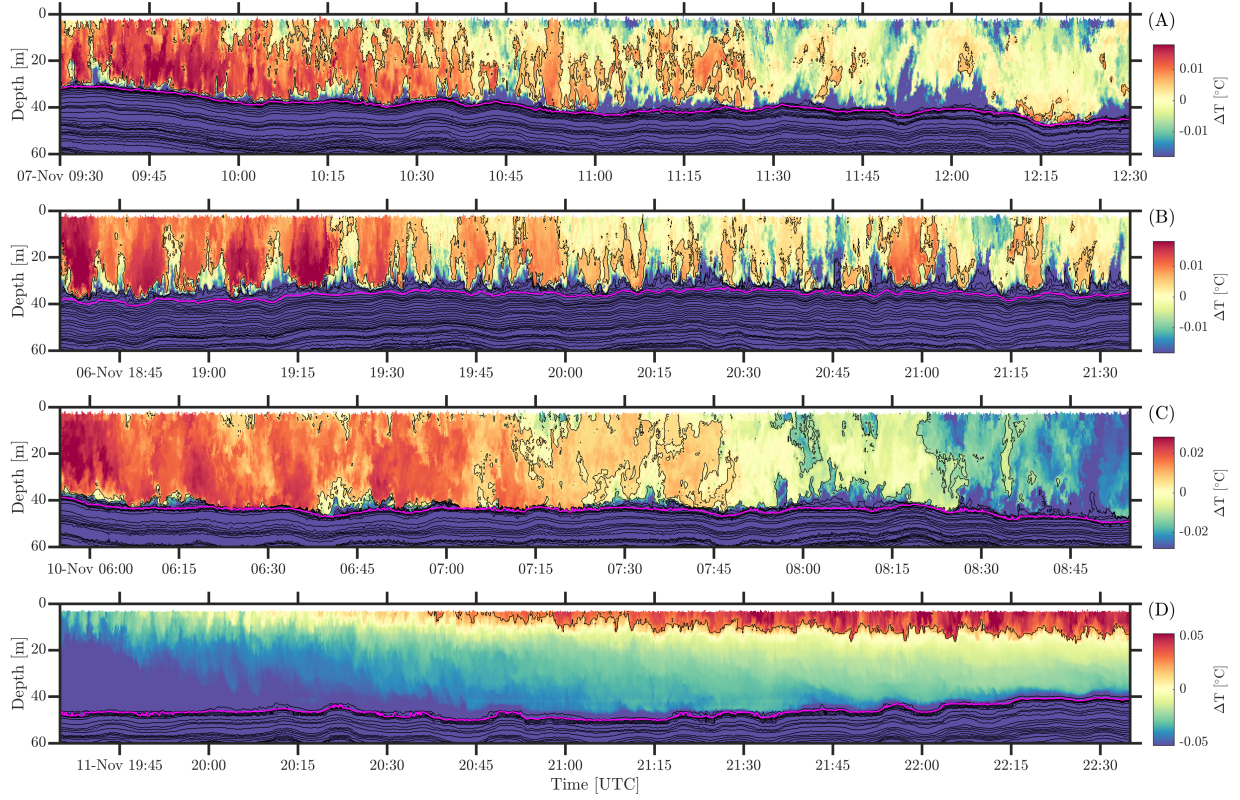 (A)
0
20
40
60
Depth [m]
0.01
0
-0.01
ΔT [°C]
07-Nov 09:30 09:45 10:00 10:15 10:30 10:45 11:00 11:15 11:30 11:45 12:00 12:15 12:30
(B)
0
20
40
60
Depth [m]
0.01
0
-0.01
ΔT [°C]
06-Nov 18:45 19:00 19:15 19:30 19:45 20:00 20:15 20:30 20:45 21:00 21:15 21:30
(C)
0
20
40
60
Depth [m]
0.02
0
-0.02
ΔT [°C]
10-Nov 06:00 06:15 06:30 06:45 07:00 07:15 07:30 07:45 08:00 08:15 08:30 08:45
(D)
0
20
40
60
Depth [m]
0.05
0
-0.05
ΔT [°C]
11-Nov 19:45 20:00 20:15 20:30 20:45 21:00 21:15 21:30 21:45 22:00 22:15 22:30
Time [UTC]